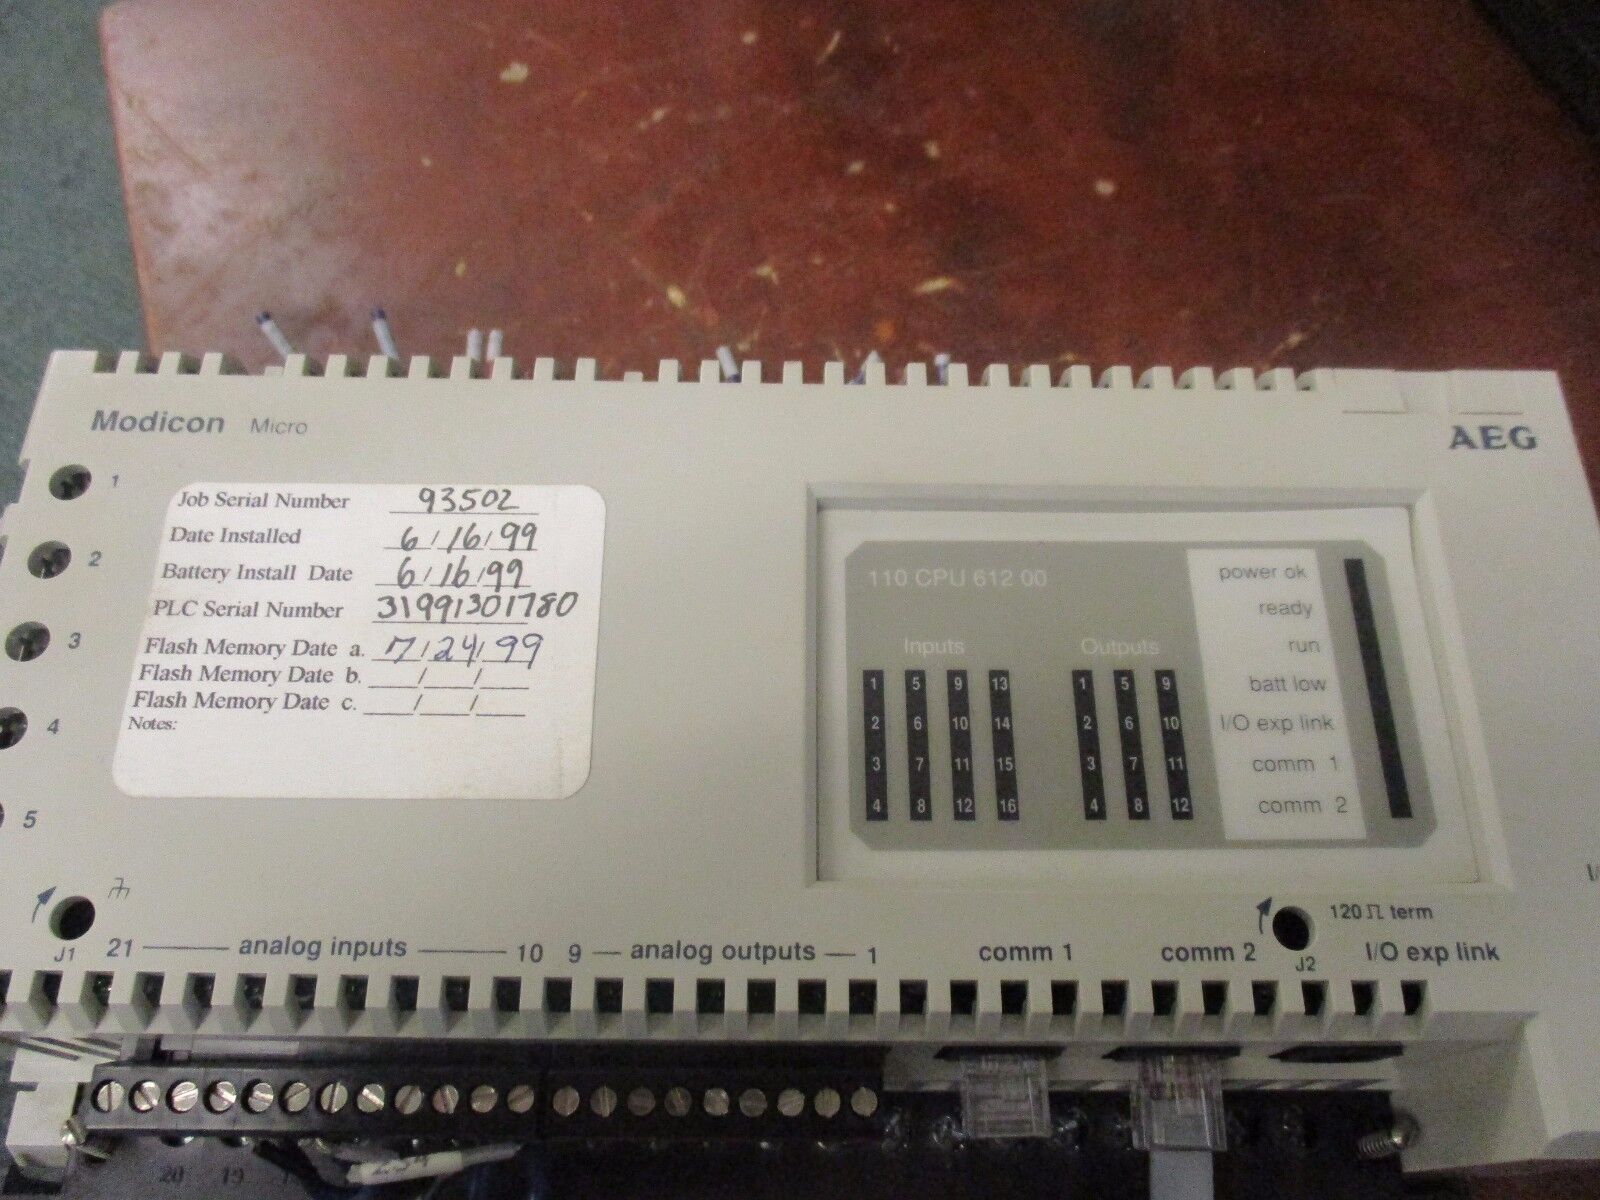 Modicon Micro
AEG
1
2
3
4
5
Job Serial Number 93502
Date Installed 6/16/99
Battery Install Date 6/16/99
PLC Serial Number 31991301780
Flash Memory Date a. 7/24/99
Flash Memory Date b. / /
Flash Memory Date c. / /
Notes:
110 CPU 612 00
Inputs
1 5 9 13
2 6 10 14
3 7 11 15
4 8 12 16
Outputs
1 5 9
2 6 10
3 7 11
4 8 12
power ok
ready
run
batt low
I/O exp link
comm 1
comm 2
J1
21 analog inputs 10 9 analog outputs 1
comm 1
comm 2
J2
120 Ω term
I/O exp link
20 19